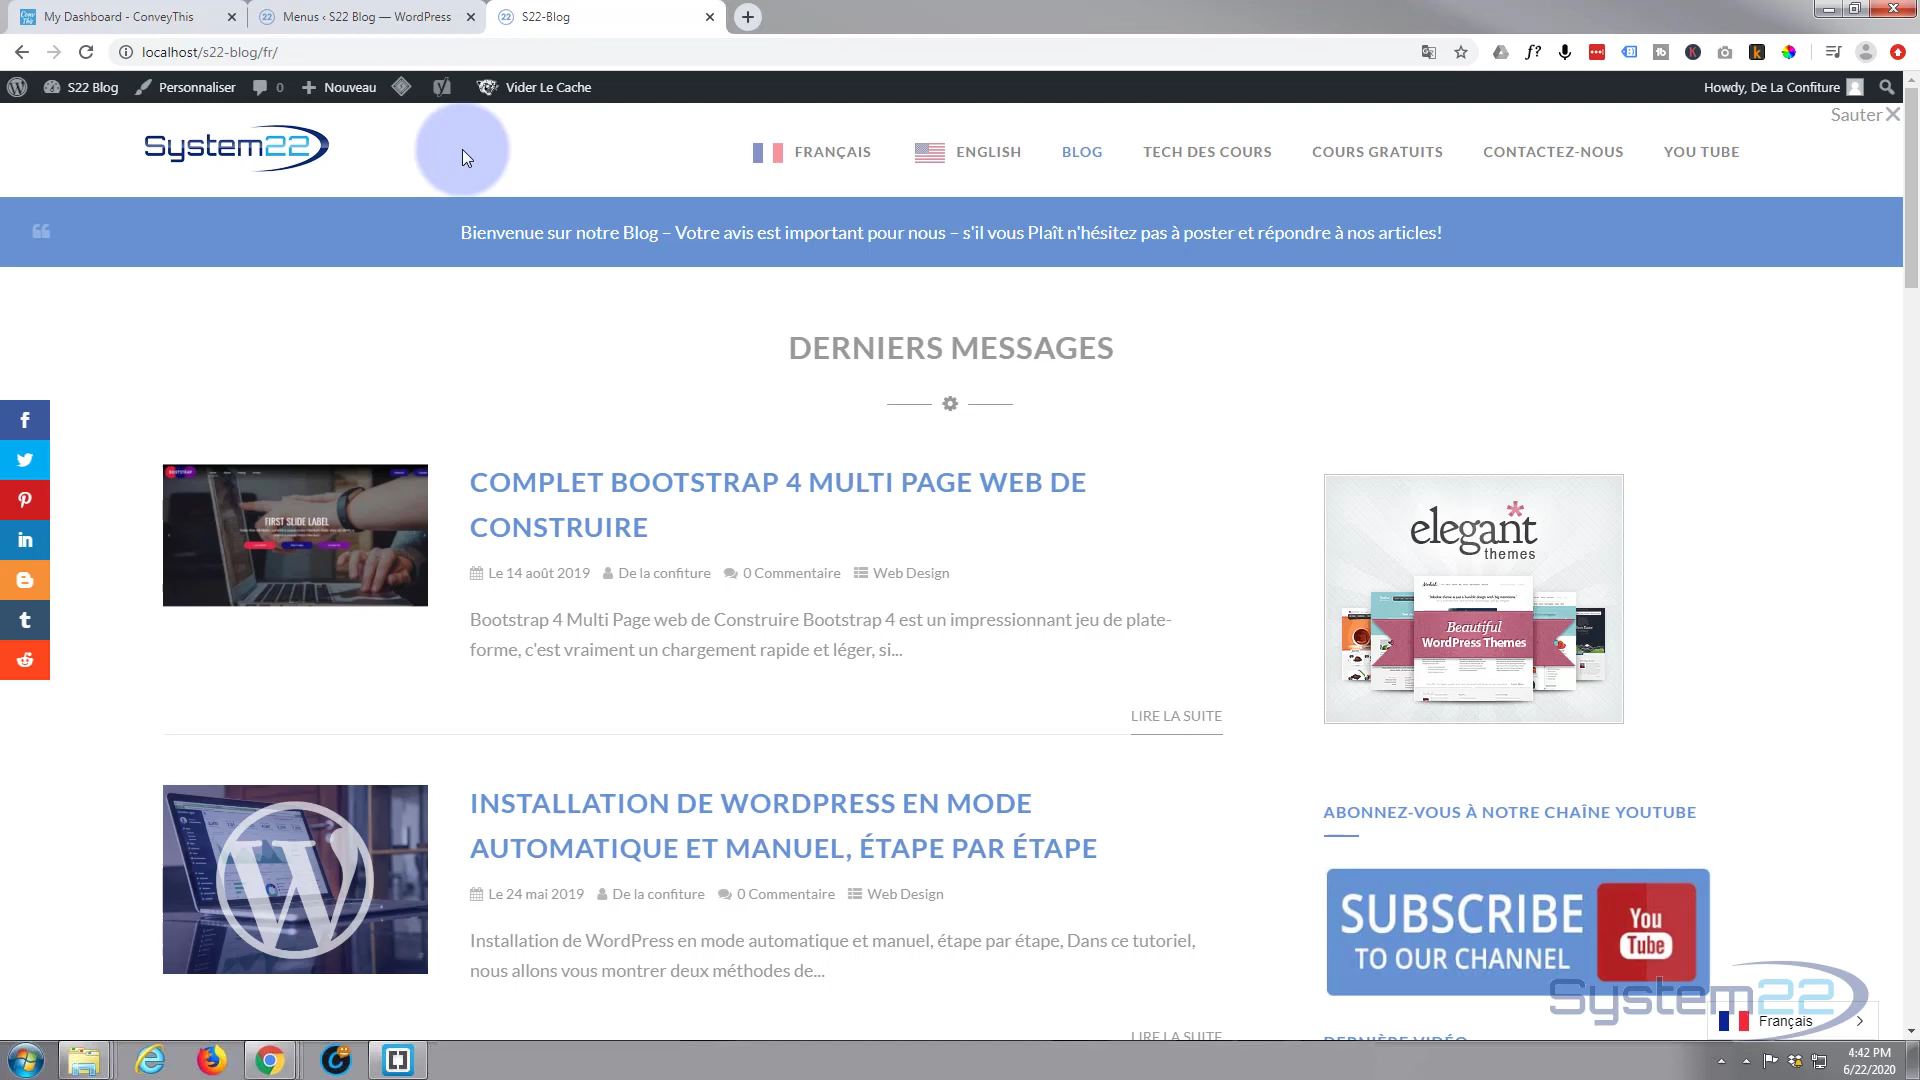 My Dashboard - ConveyThis
Menus ‹ S22 Blog — WordPress
S22-Blog
localhost/s22-blog/fr/
S22 Blog
Personnaliser
0
Nouveau
Vider Le Cache
Howdy, De La Confiture
Sauter
System22
FRANÇAIS
ENGLISH
BLOG
TECH DES COURS
COURS GRATUITS
CONTACTEZ-NOUS
YOU TUBE
Bienvenue sur notre Blog – Votre avis est important pour nous – s'il vous Plaît n'hésitez pas à poster et répondre à nos articles!
DERNIERS MESSAGES
FIRST SLIDE LABEL
COMPLET BOOTSTRAP 4 MULTI PAGE WEB DE
CONSTRUIRE
Le 14 août 2019 De la confiture 0 Commentaire Web Design
Bootstrap 4 Multi Page web de Construire Bootstrap 4 est un impressionnant jeu de plate-
forme, c'est vraiment un chargement rapide et léger, si...
LIRE LA SUITE
elegant
themes
Beautiful
WordPress Themes
INSTALLATION DE WORDPRESS EN MODE
AUTOMATIQUE ET MANUEL, ÉTAPE PAR ÉTAPE
Le 24 mai 2019 De la confiture 0 Commentaire Web Design
Installation de WordPress en mode automatique et manuel, étape par étape, Dans ce tutoriel,
nous allons vous montrer deux méthodes de...
LIRE LA SUITE
ABONNEZ-VOUS À NOTRE CHAÎNE YOUTUBE
SUBSCRIBE
TO OUR CHANNEL
You
Tube
System22
DERNIÈRE VIDÉO
Français
4:42 PM
6/22/2020